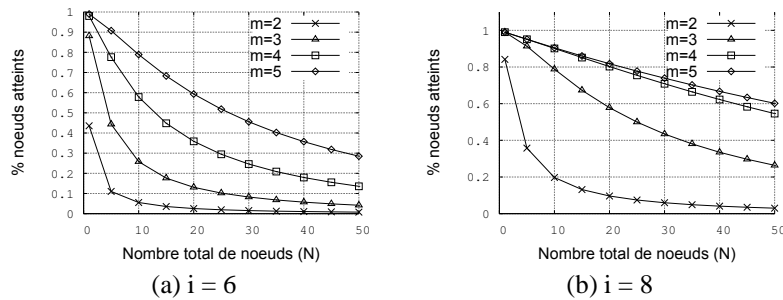 1
0.9
0.8
0.7
0.6
0.5
0.4
0.3
0.2
0.1
0
0 10 20 30 40 50
% noeuds atteints
Nombre total de noeuds (N)
m=2
m=3
m=4
m=5
(a) i = 6
1
0.8
0.6
0.4
0.2
0
0 10 20 30 40 50
% noeuds atteints
Nombre total de noeuds (N)
m=2
m=3
m=4
m=5
(b) i = 8